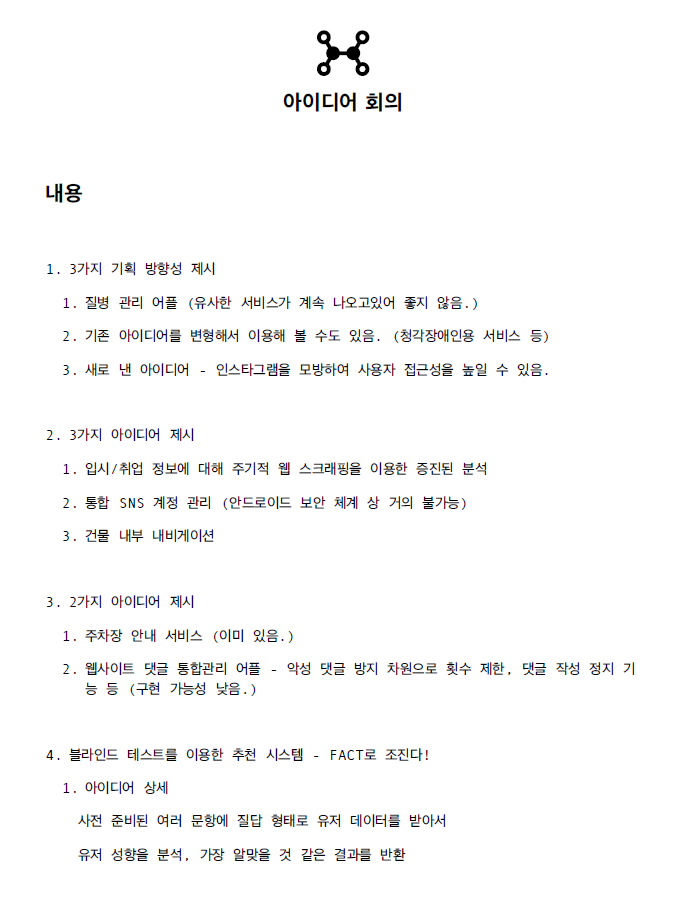 아이디어 회의
내용
1. 3가지 기획 방향성 제시
1. 질병 관리 어플 (유사한 서비스가 계속 나오고있어 좋지 않음.)
2. 기존 아이디어를 변형해서 이용해 볼 수도 있음. (청각장애인용 서비스 등)
3. 새로 낸 아이디어 - 인스타그램을 모방하여 사용자 접근성을 높일 수 있음.
2. 3가지 아이디어 제시
1. 입시/취업 정보에 대해 주기적 웹 스크래핑을 이용한 증진된 분석
2. 통합 SNS 계정 관리 (안드로이드 보안 체계 상 거의 불가능)
3. 건물 내부 내비게이션
3. 2가지 아이디어 제시
1. 주차장 안내 서비스 (이미 있음.)
2. 웹사이트 댓글 통합관리 어플 - 악성 댓글 방지 차원으로 횟수 제한, 댓글 작성 정지 기
능 등 (구현 가능성 낮음.)
4. 블라인드 테스트를 이용한 추천 시스템 - FACT로 조진다!
1. 아이디어 상세
사전 준비된 여러 문항에 질답 형태로 유저 데이터를 받아서
유저 성향을 분석, 가장 알맞을 것 같은 결과를 반환